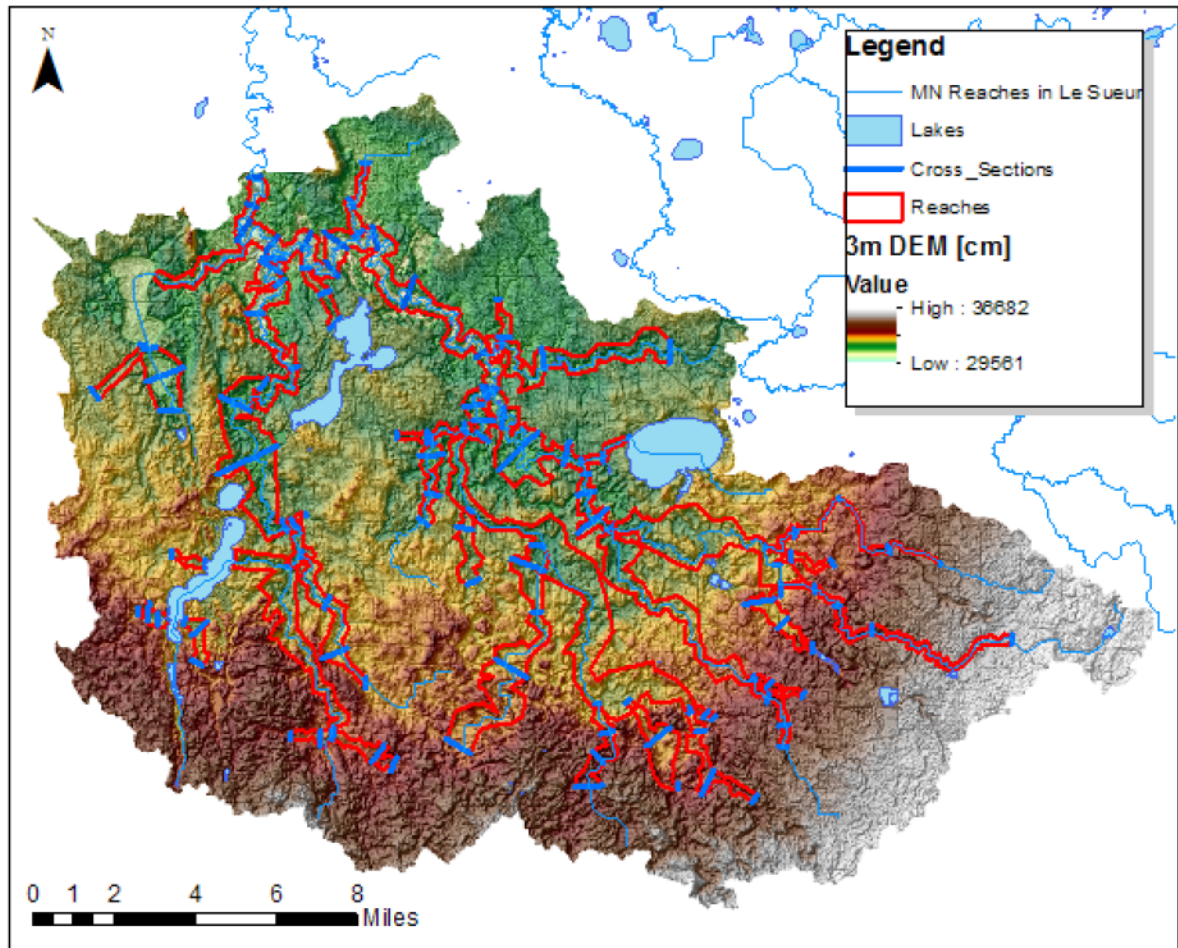 N
Legend
MN Reaches in Le Sueur
Lakes
Cross_Sections
Reaches
3m DEM [cm]
Value
High : 36682
Low : 29561
0 1 2 4 6 8
Miles